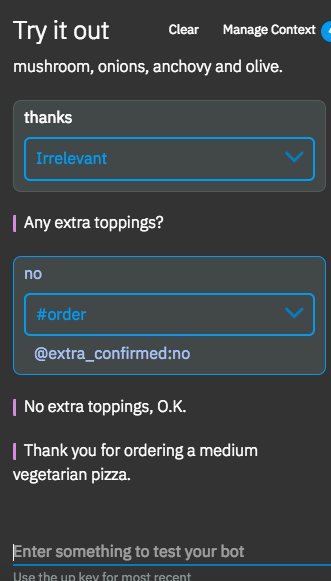 Try it out Clear Manage Context
mushroom, onions, anchovy and olive.
thanks
Irrelevant
Any extra toppings?
no
#order
@extra_confirmed:no
No extra toppings, O.K.
Thank you for ordering a medium
vegetarian pizza.
Enter something to test your bot
Use the up key for most recent